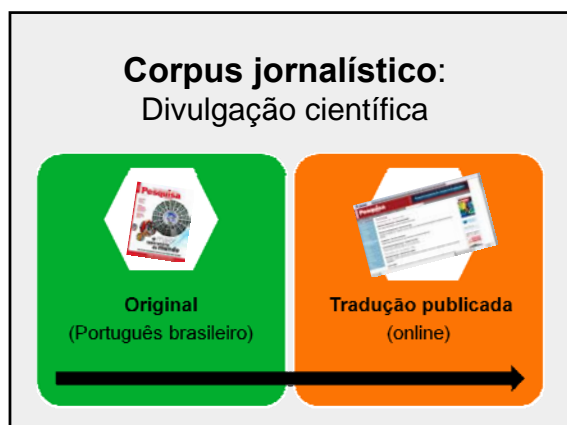 Corpus jornalístico:
Divulgação científica
Pesquisa
Pesquisa
Original
(Português brasileiro)
Tradução publicada
(online)